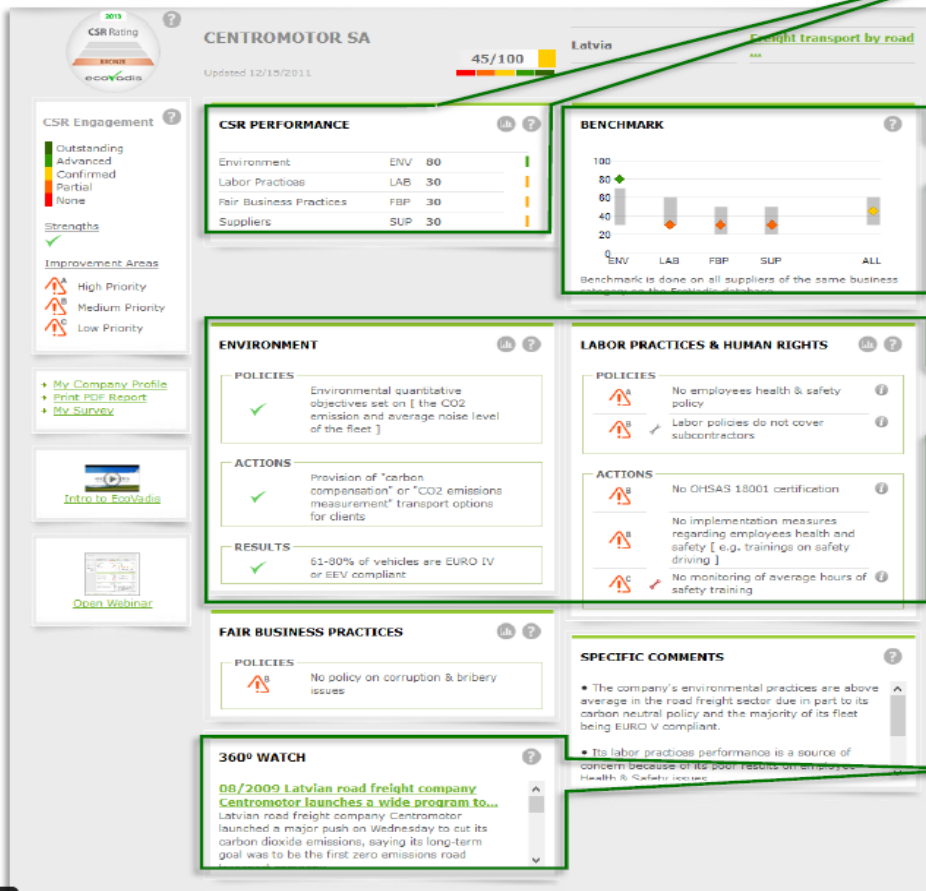 2013
CSR Rating
BRONZE
ecovadis
?
CENTROMOTOR SA
Updated 12/15/2011
45/100
Latvia
Freight transport by road
...
CSR Engagement ?
Outstanding
Advanced
Confirmed
Partial
None
Strengths
Improvement Areas
A High Priority
B Medium Priority
C Low Priority
My Company Profile
Print PDF Report
My Survey
Intro to EcoVadis
Open Webinar
CSR PERFORMANCE ?
Environment ENV 80
Labor Practices LAB 30
Fair Business Practices FBP 30
Suppliers SUP 30
BENCHMARK ?
100
80
60
40
20
0
ENV LAB FBP SUP ALL
Benchmark is done on all suppliers of the same business
category on the EcoVadis database
ENVIRONMENT ?
POLICIES
Environmental quantitative
objectives set on [ the CO2
emission and average noise level
of the fleet ]
ACTIONS
Provision of "carbon
compensation" or "CO2 emissions
measurement" transport options
for clients
RESULTS
61-80% of vehicles are EURO IV
or EEV compliant
LABOR PRACTICES & HUMAN RIGHTS ?
POLICIES
A No employees health & safety i
policy
B Labor policies do not cover i
subcontractors
ACTIONS
B No OHSAS 18001 certification i
No implementation measures
B regarding employees health and
safety [ e.g. trainings on safety
driving ]
C No monitoring of average hours of i
safety training
FAIR BUSINESS PRACTICES ?
POLICIES
B No policy on corruption & bribery
issues
SPECIFIC COMMENTS ?
• The company's environmental practices are above
average in the road freight sector due in part to its
carbon neutral policy and the majority of its fleet
being EURO V compliant.
• Its labor practices performance is a source of
concern because of its poor results on employee
Health & Safety issues
360º WATCH ?
08/2009 Latvian road freight company
Centromotor launches a wide program to...
Latvian road freight company Centromotor
launched a major push on Wednesday to cut its
carbon dioxide emissions, saying its long-term
goal was to be the first zero emissions road